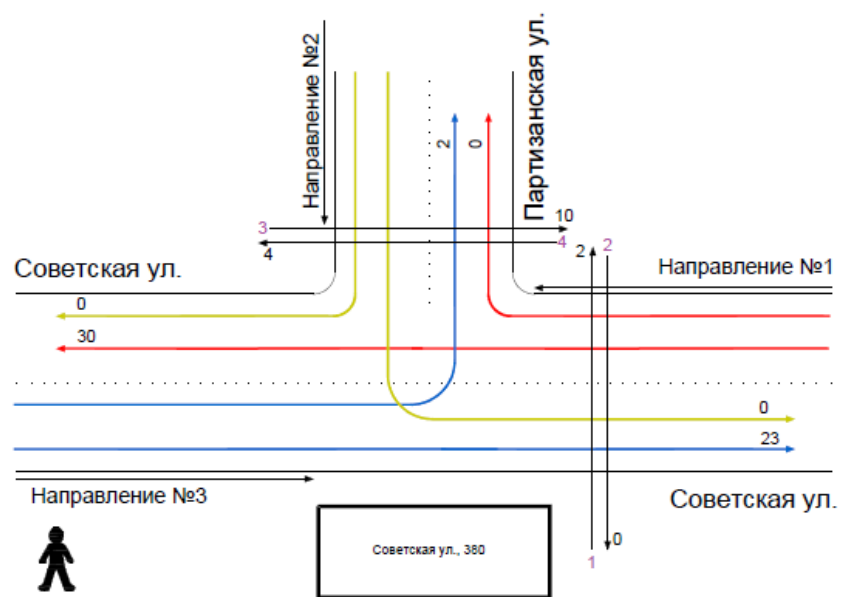 Направление №2
Партизанская ул.
2
0
3
10
4
4
2
2
Советская ул.
Направление №1
0
30
0
23
Направление №3
Советская ул.
Советская ул., 380
0
1